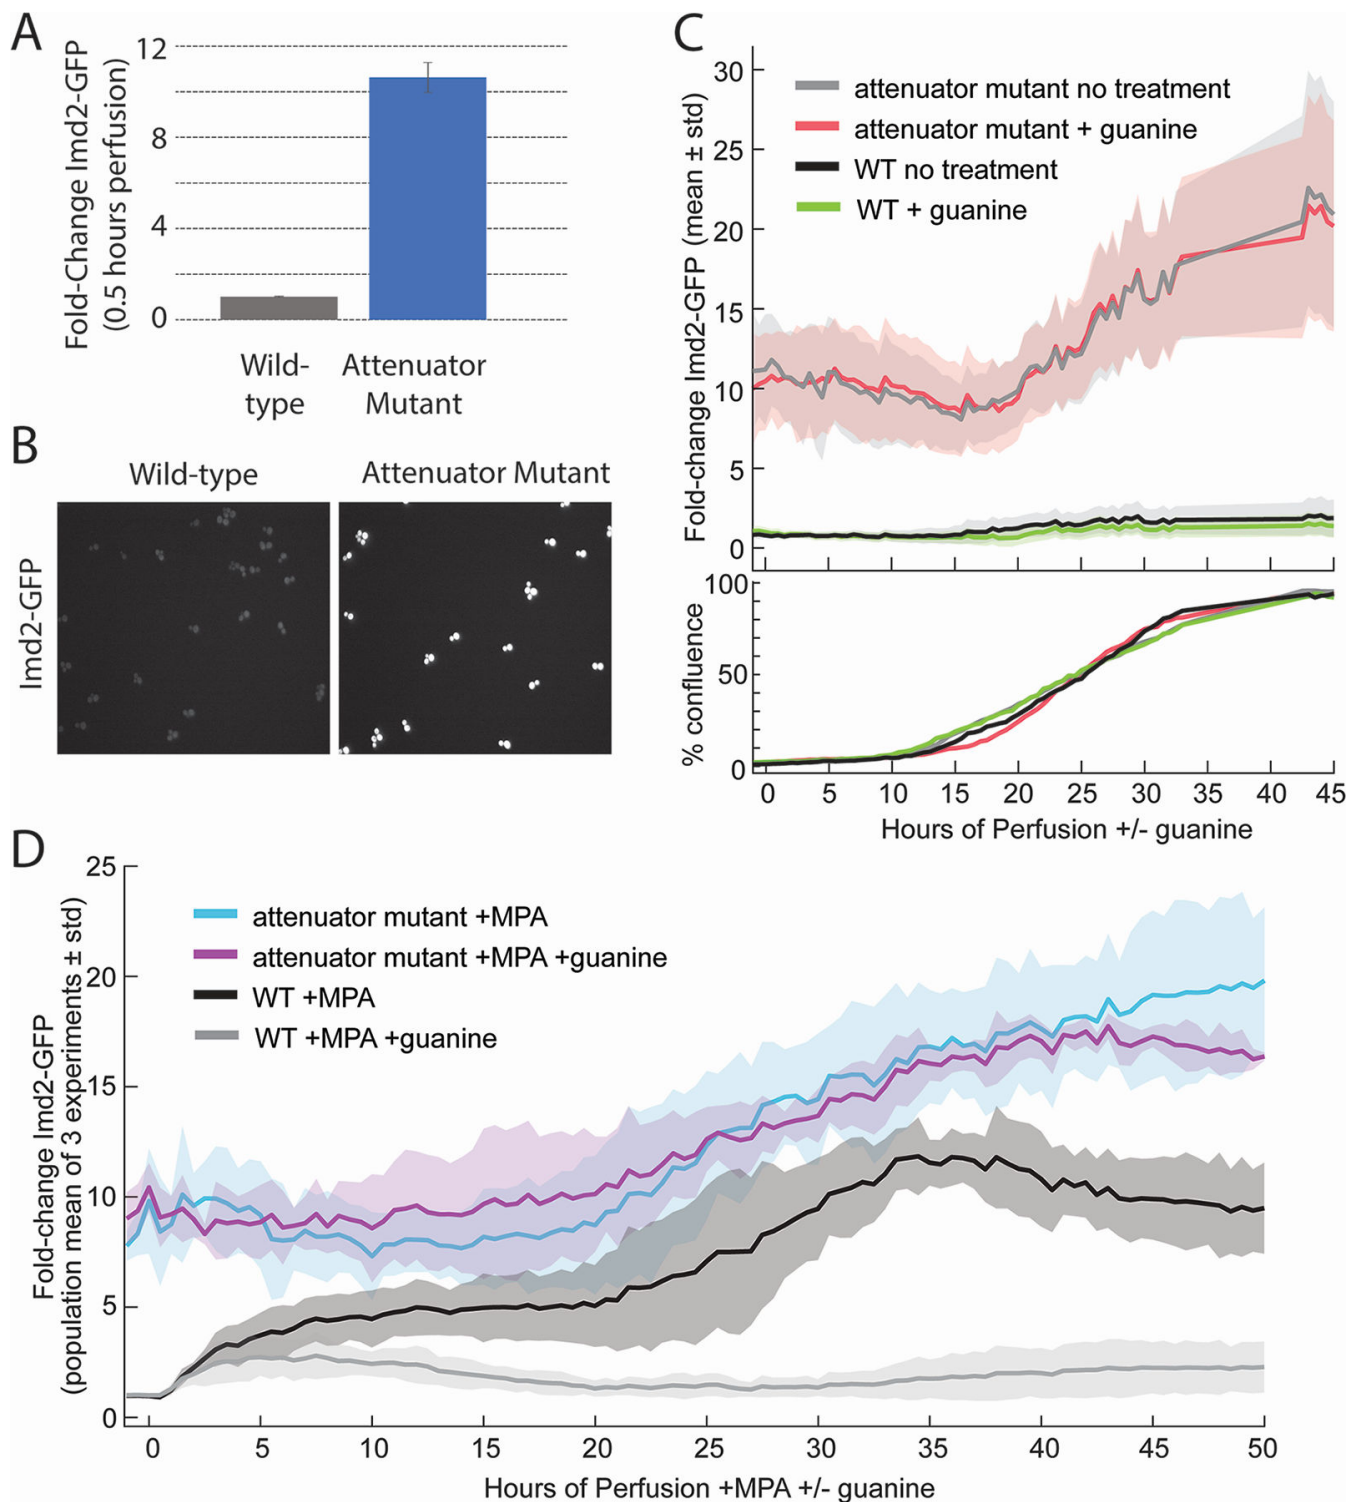 A
Fold-Change Imd2-GFP
(0.5 hours perfusion)
12
8
4
0
Wild-
type
Attenuator
Mutant
B
Wild-type
Attenuator Mutant
Imd2-GFP
C
Fold-change Imd2-GFP (mean ± std)
30
25
20
15
10
5
0
attenuator mutant no treatment
attenuator mutant + guanine
WT no treatment
WT + guanine
% confluence
100
50
0
0 5 10 15 20 25 30 35 40 45
Hours of Perfusion +/- guanine
D
Fold-change Imd2-GFP
(population mean of 3 experiments ± std)
25
20
15
10
5
0
attenuator mutant +MPA
attenuator mutant +MPA +guanine
WT +MPA
WT +MPA +guanine
0 5 10 15 20 25 30 35 40 45 50
Hours of Perfusion +MPA +/- guanine